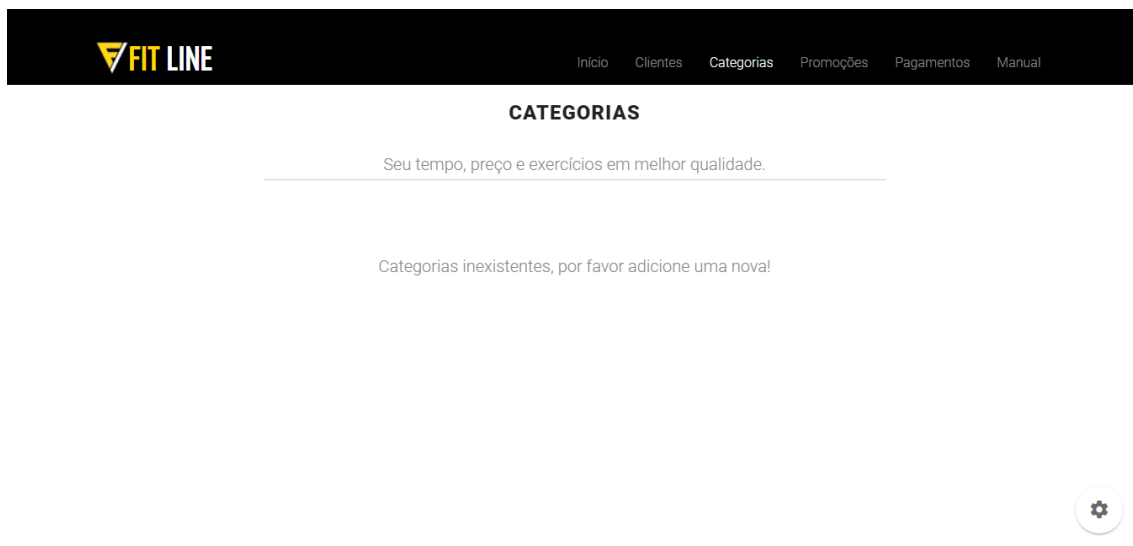 FIT LINE
Início Clientes Categorias Promoções Pagamentos Manual
CATEGORIAS
Seu tempo, preço e exercícios em melhor qualidade.
Categorias inexistentes, por favor adicione uma nova!